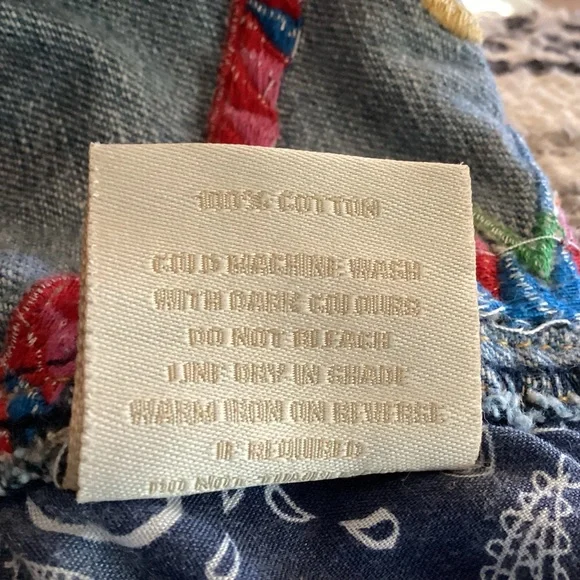 100% COTTON
COLD MACHINE WASH
WITH DARK COLOURS
DO NOT BLEACH
LINE DRY IN SHADE
WARM IRON ON REVERSE
IF REQUIRED